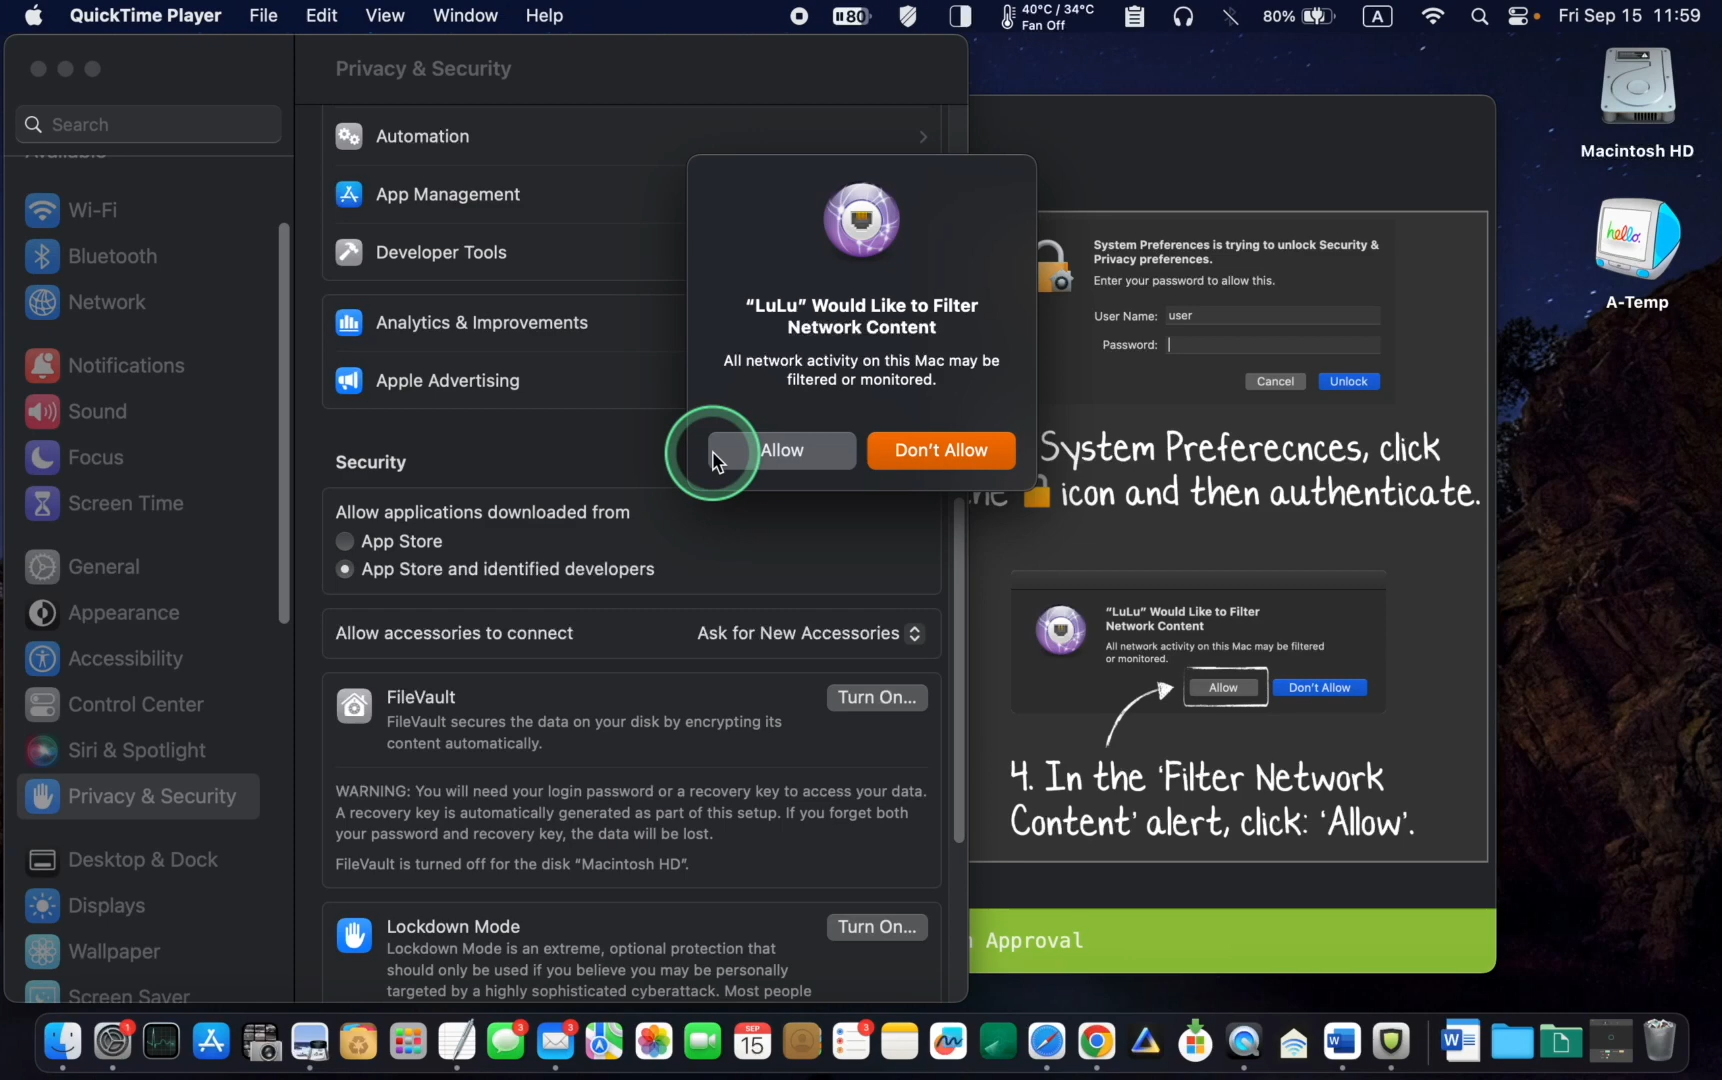 QuickTime Player File Edit View Window Help
80 40°C / 34°C 80% A Fri Sep 15 11:59
Fan Off
Search
Wi-Fi
Bluetooth
Network
Notifications
Sound
Focus
Screen Time
General
Appearance
Accessibility
Control Center
Siri & Spotlight
Privacy & Security
Desktop & Dock
Displays
Wallpaper
Screen Saver
Privacy & Security
Automation
App Management
Developer Tools
Analytics & Improvements
Apple Advertising
Security
Allow applications downloaded from
App Store
App Store and identified developers
Allow accessories to connect Ask for New Accessories
FileVault Turn On...
FileVault secures the data on your disk by encrypting its
content automatically.
WARNING: You will need your login password or a recovery key to access your data.
A recovery key is automatically generated as part of this setup. If you forget both
your password and recovery key, the data will be lost.
FileVault is turned off for the disk “Macintosh HD”.
Lockdown Mode Turn On...
Lockdown Mode is an extreme, optional protection that
should only be used if you believe you may be personally
targeted by a highly sophisticated cyberattack. Most people
“LuLu” Would Like to Filter
Network Content
All network activity on this Mac may be
filtered or monitored.
Allow Don’t Allow
System Preferences is trying to unlock Security &
Privacy preferences.
Enter your password to allow this.
User Name: user
Password:
Cancel Unlock
System Preferecnces, click
icon and then authenticate.
"LuLu" Would Like to Filter
Network Content
All network activity on this Mac may be filtered
or monitored.
Allow Don't Allow
4. In the 'Filter Network
Content' alert, click: 'Allow'.
Approval
Macintosh HD
hello.
A-Temp
1 3 3 SEP 15 3
W W